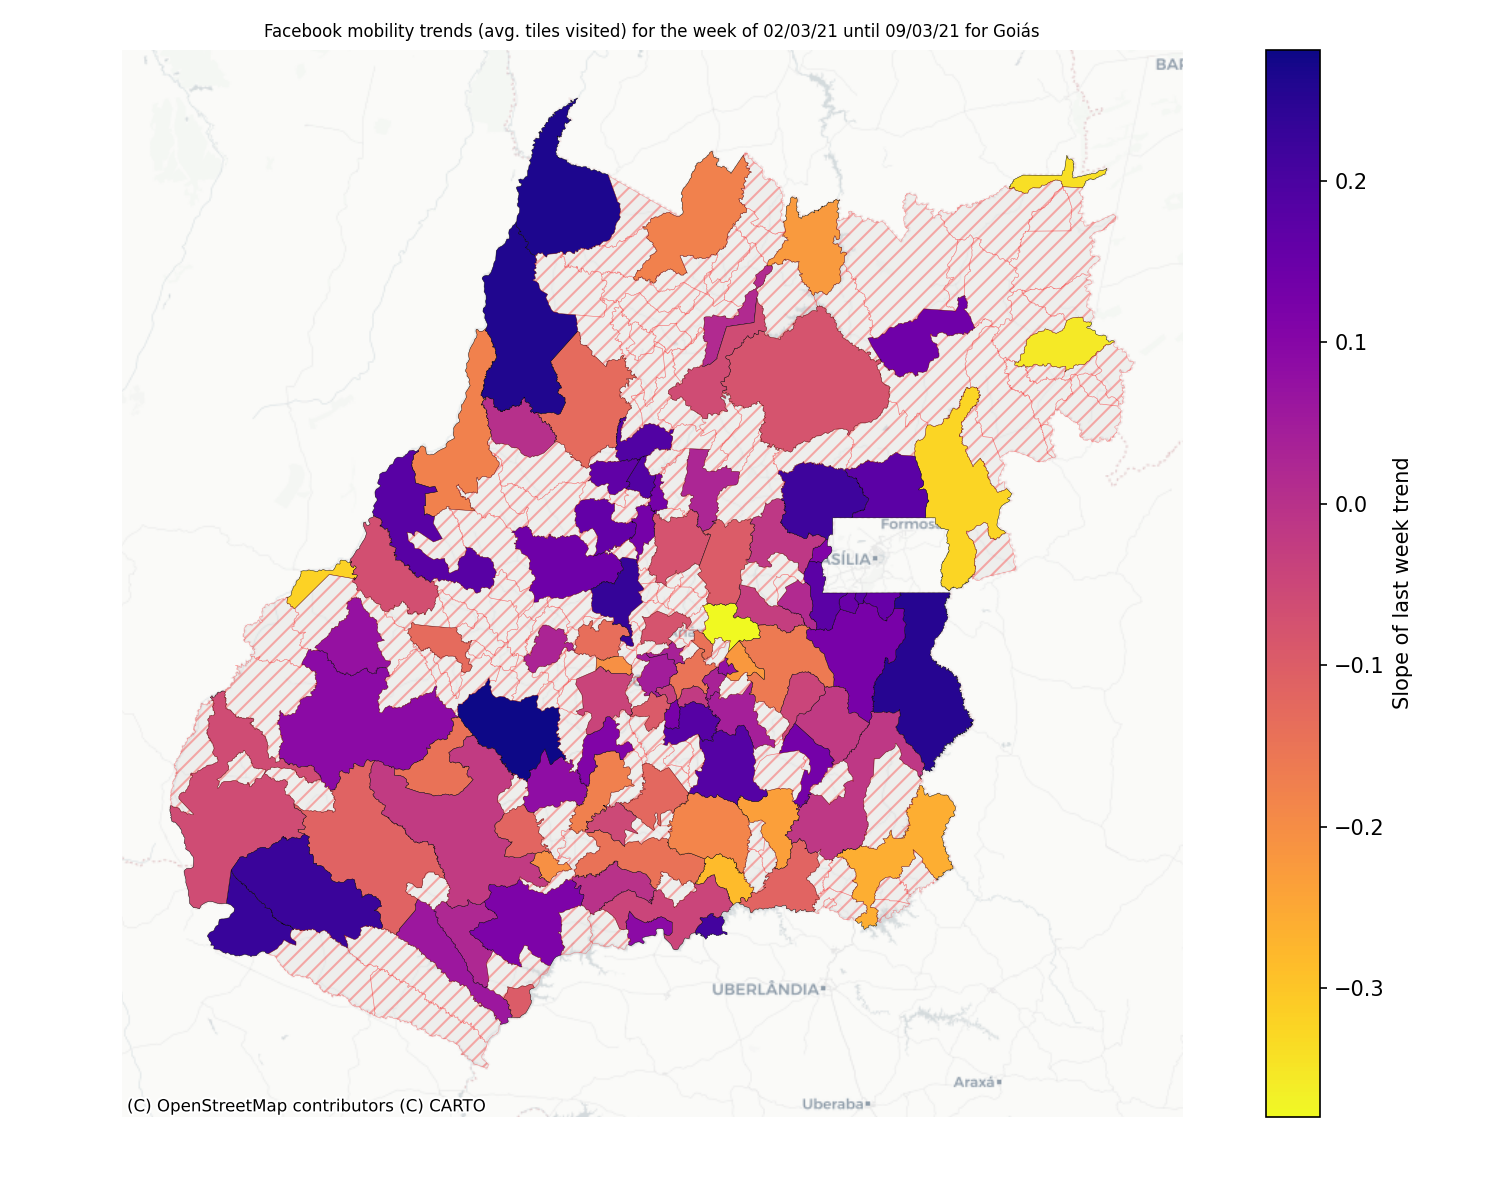 Facebook mobility trends (avg. tiles visited) for the week of 02/03/21 until 09/03/21 for Goiás
BAR
Formosa
ASÍLIA
UBERLÂNDIA
Araxá
Uberaba
(C) OpenStreetMap contributors (C) CARTO
0.2
0.1
0.0
−0.1
−0.2
−0.3
Slope of last week trend